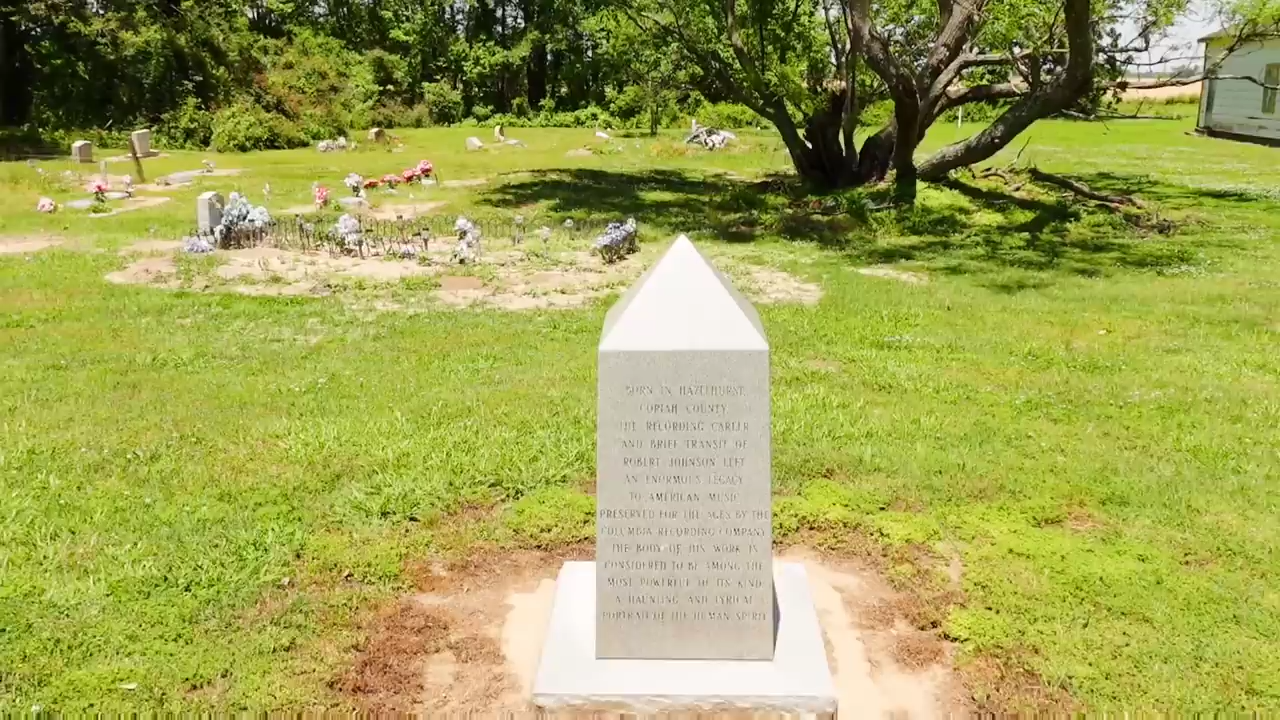 BORN IN HAZELHURST,
COPIAH COUNTY,
THE RECORDING CAREER
AND BRIEF TRANSIT OF
ROBERT JOHNSON LEFT
AN ENORMOUS LEGACY
TO AMERICAN MUSIC
PRESERVED FOR THE AGES BY THE
COLUMBIA RECORDING COMPANY
THE BODY OF HIS WORK IS
CONSIDERED TO BE AMONG THE
MOST POWERFUL OF ITS KIND
A HAUNTING AND LYRICAL
PORTRAIT OF THE HUMAN SPIRIT